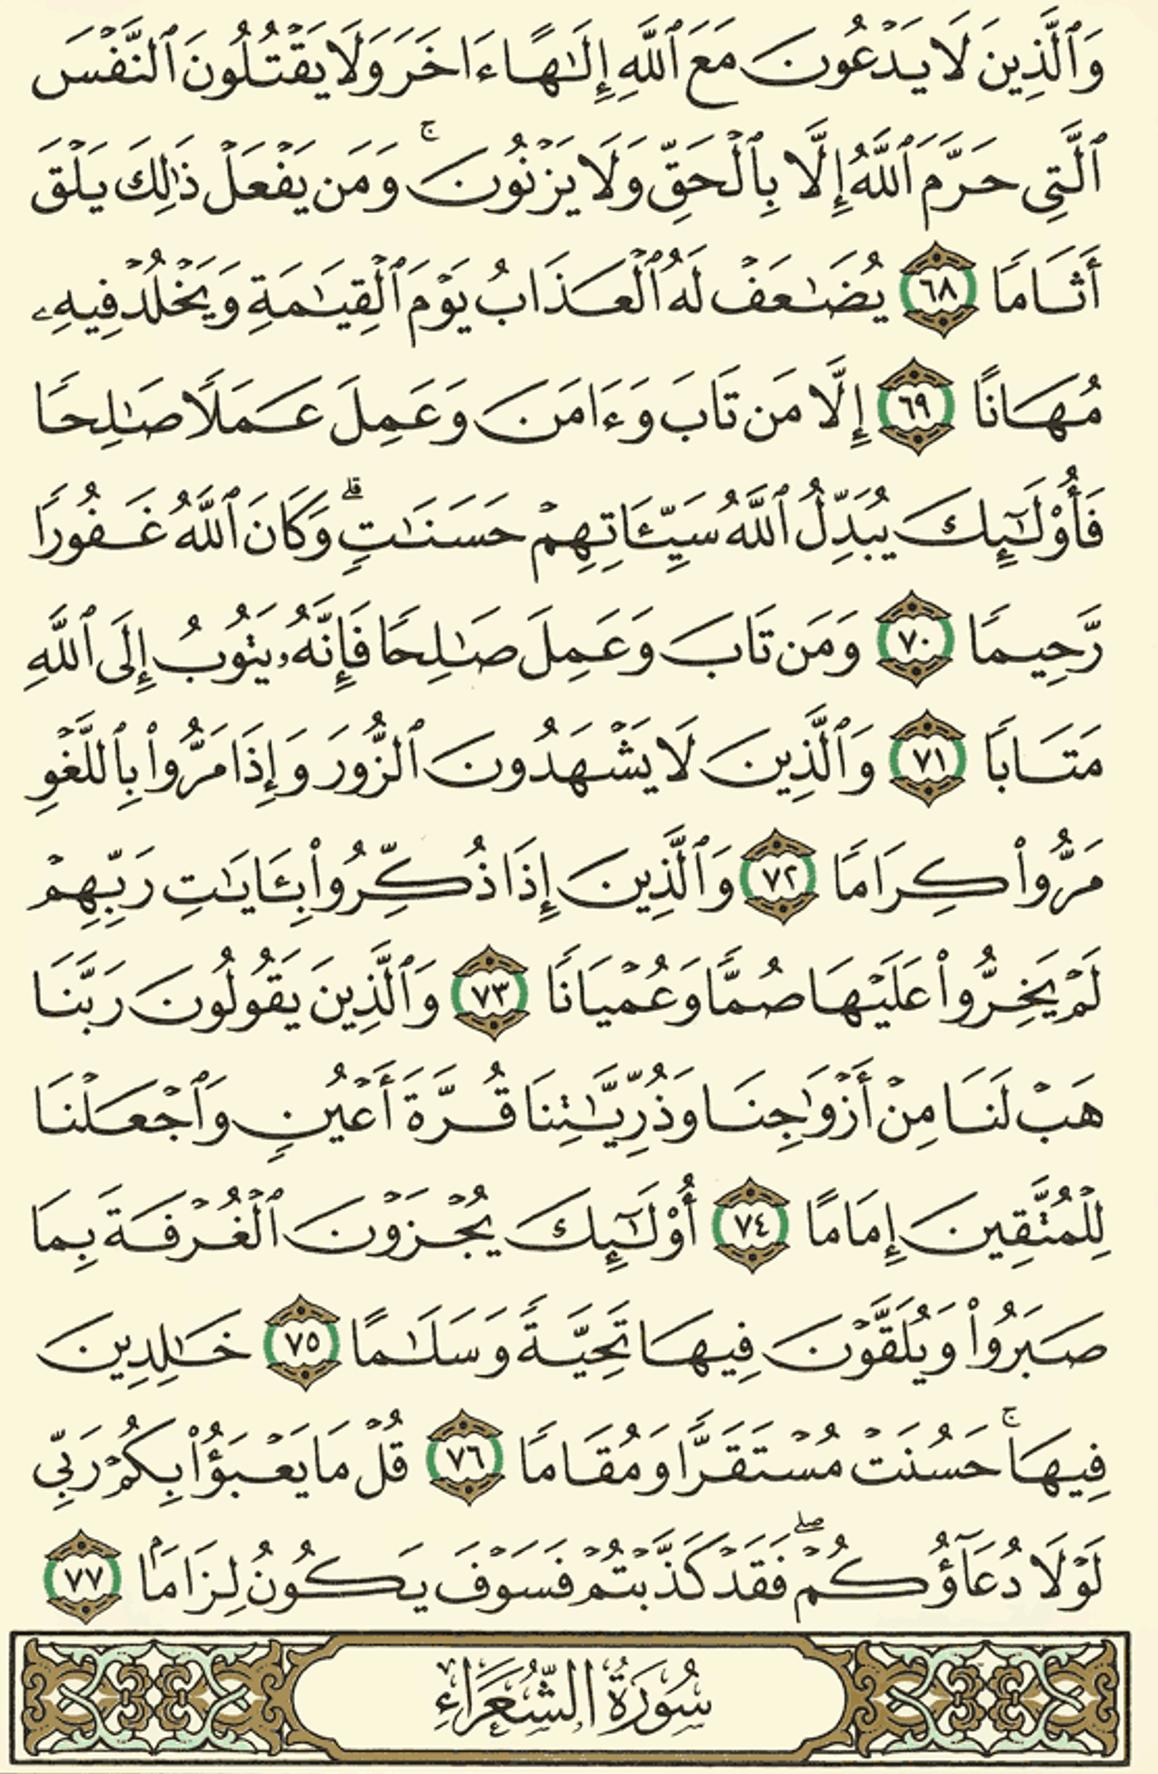 وَٱلَّذِينَ لَا يَدْعُونَ مَعَ ٱللَّهِ إِلَـٰهًا ءَاخَرَ وَلَا يَقْتُلُونَ ٱلنَّفْسَ
ٱلَّتِى حَرَّمَ ٱللَّهُ إِلَّا بِٱلْحَقِّ وَلَا يَزْنُونَ ۚ وَمَن يَفْعَلْ ذَٰلِكَ يَلْقَ
أَثَامًا ٦٨ يُضَـٰعَفْ لَهُ ٱلْعَذَابُ يَوْمَ ٱلْقِيَـٰمَةِ وَيَخْلُدْ فِيهِۦ
مُهَانًا ٦٩ إِلَّا مَن تَابَ وَءَامَنَ وَعَمِلَ عَمَلًا صَـٰلِحًا
فَأُو۟لَـٰٓئِكَ يُبَدِّلُ ٱللَّهُ سَيِّـَٔاتِهِمْ حَسَنَـٰتٍ ۗ وَكَانَ ٱللَّهُ غَفُورًا
رَّحِيمًا ٧٠ وَمَن تَابَ وَعَمِلَ صَـٰلِحًا فَإِنَّهُۥ يَتُوبُ إِلَى ٱللَّهِ
مَتَابًا ٧١ وَٱلَّذِينَ لَا يَشْهَدُونَ ٱلزُّورَ وَإِذَا مَرُّوا۟ بِٱللَّغْوِ
مَرُّوا۟ كِرَامًا ٧٢ وَٱلَّذِينَ إِذَا ذُكِّرُوا۟ بِـَٔايَـٰتِ رَبِّهِمْ
لَمْ يَخِرُّوا۟ عَلَيْهَا صُمًّا وَعُمْيَانًا ٧٣ وَٱلَّذِينَ يَقُولُونَ رَبَّنَا
هَبْ لَنَا مِنْ أَزْوَٰجِنَا وَذُرِّيَّـٰتِنَا قُرَّةَ أَعْيُنٍ وَٱجْعَلْنَا
لِلْمُتَّقِينَ إِمَامًا ٧٤ أُو۟لَـٰٓئِكَ يُجْزَوْنَ ٱلْغُرْفَةَ بِمَا
صَبَرُوا۟ وَيُلَقَّوْنَ فِيهَا تَحِيَّةً وَسَلَـٰمًا ٧٥ خَـٰلِدِينَ
فِيهَا ۚ حَسُنَتْ مُسْتَقَرًّا وَمُقَامًا ٧٦ قُلْ مَا يَعْبَؤُا۟ بِكُمْ رَبِّى
لَوْلَا دُعَآؤُكُمْ ۖ فَقَدْ كَذَّبْتُمْ فَسَوْفَ يَكُونُ لِزَامًۢا ٧٧
سُورَةُ الشُّعَرَاءِ